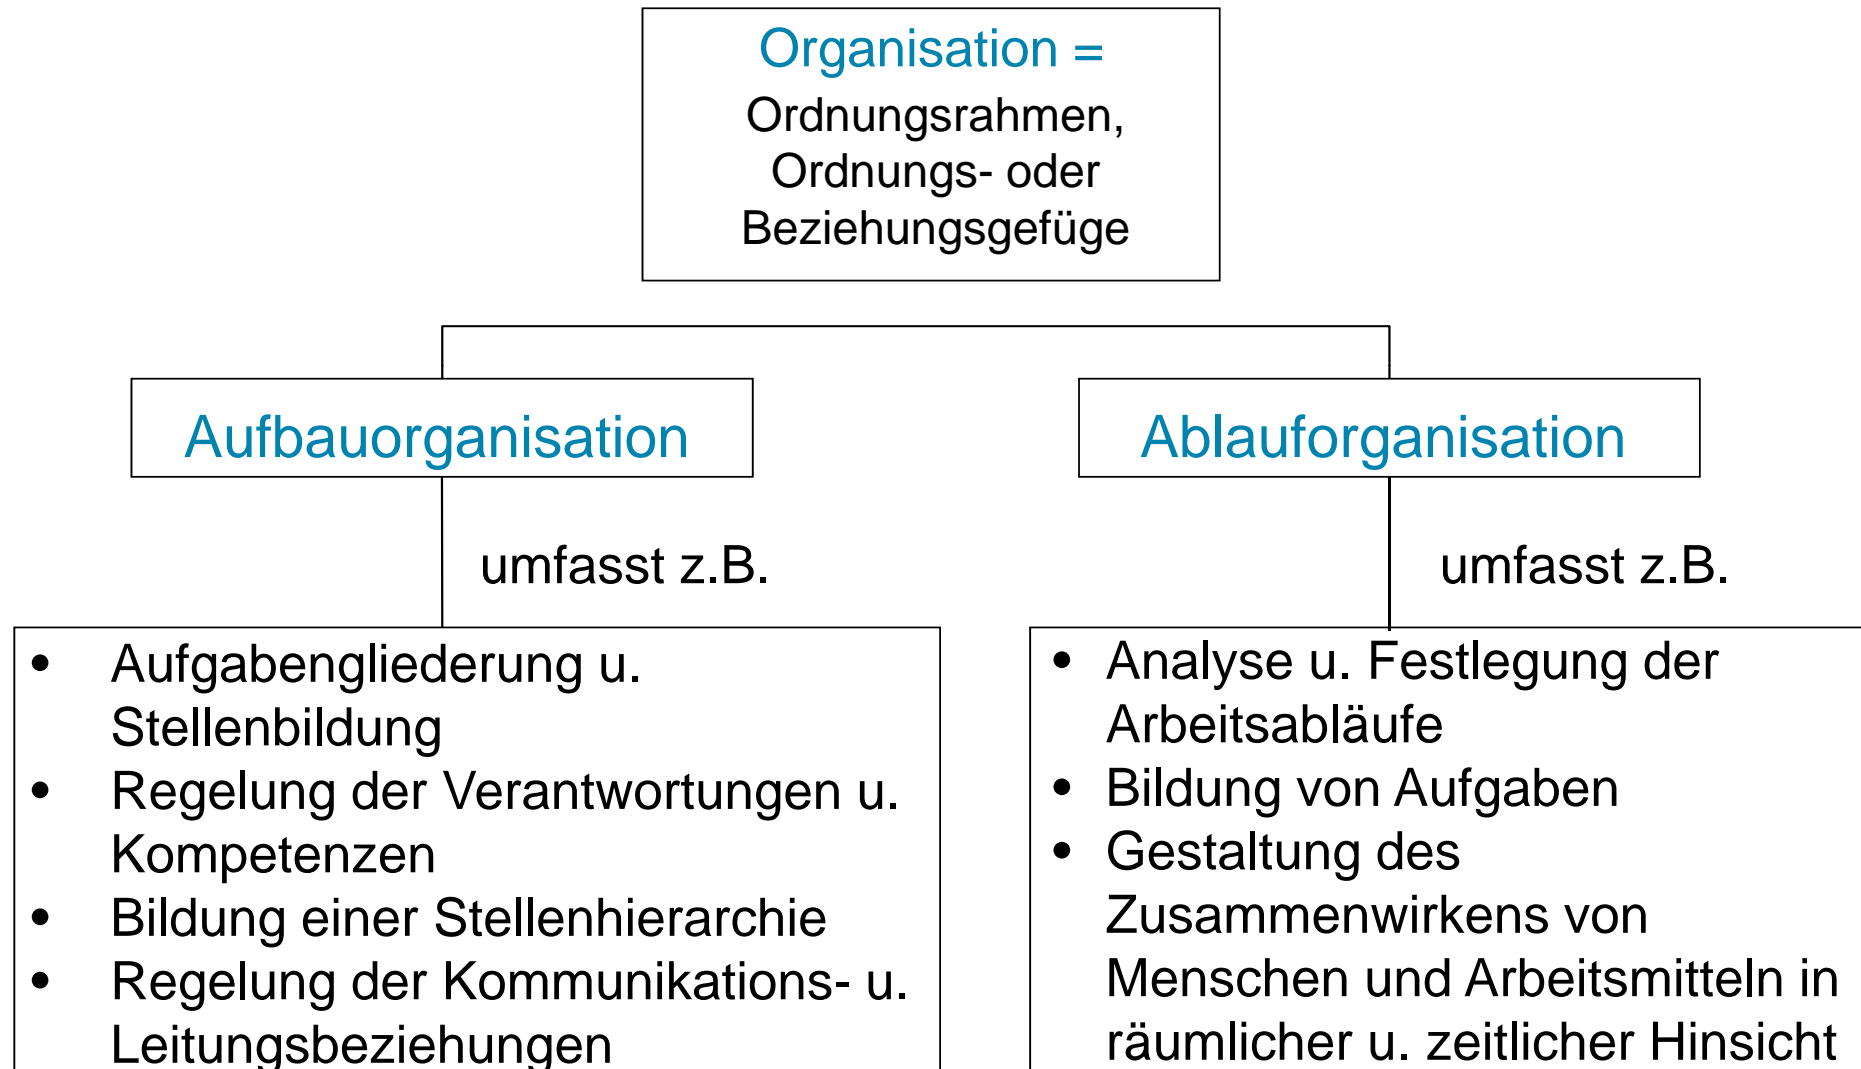 Organisation =
Ordnungsrahmen,
Ordnungs- oder
Beziehungsgefüge
Aufbauorganisation
umfasst z.B.
• Aufgabengliederung u.
Stellenbildung
• Regelung der Verantwortungen u.
Kompetenzen
• Bildung einer Stellenhierarchie
• Regelung der Kommunikations- u.
Leitungsbeziehungen
Ablauforganisation
umfasst z.B.
• Analyse u. Festlegung der
Arbeitsabläufe
• Bildung von Aufgaben
• Gestaltung des
Zusammenwirkens von
Menschen und Arbeitsmitteln in
räumlicher u. zeitlicher Hinsicht